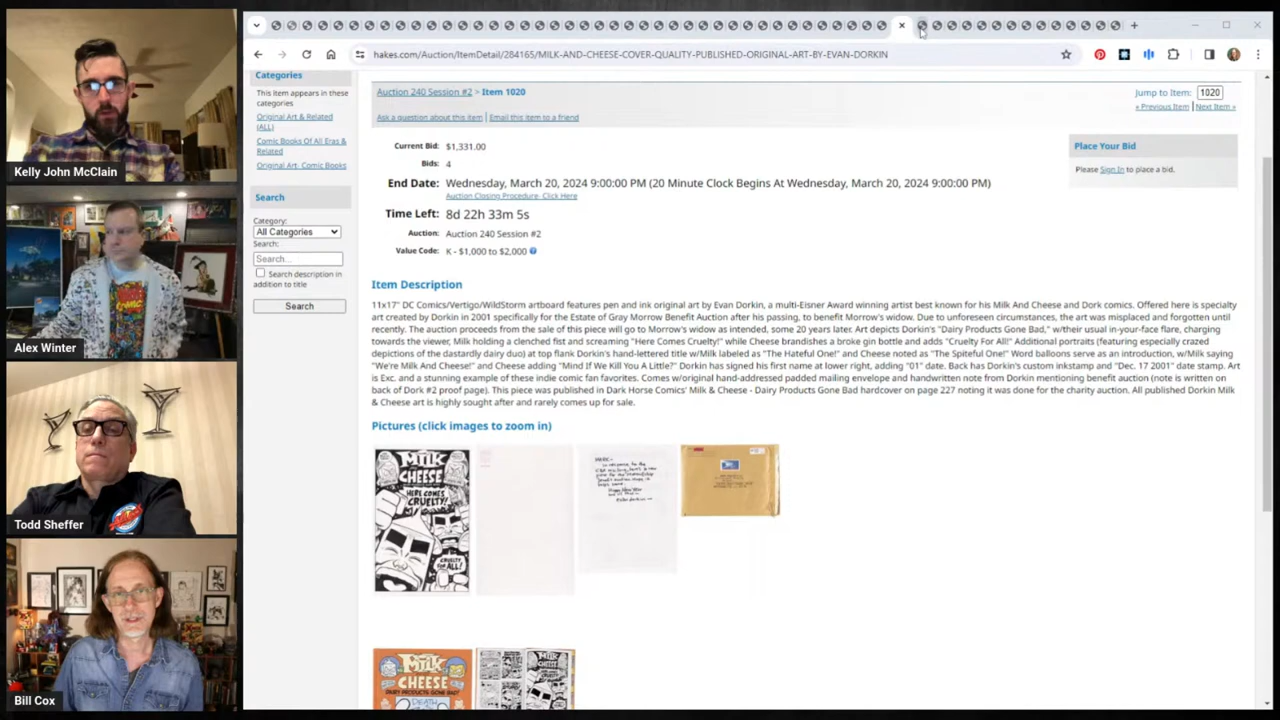 hakes.com/Auction/ItemDetail/284165/MILK-AND-CHEESE-COVER-QUALITY-PUBLISHED-ORIGINAL-ART-BY-EVAN-DORKIN
Categories
This item appears in these
categories
Original Art & Related
(ALL)
Comic Books Of All Eras &
Related
Original Art: Comic Books
Search
Category:
All Categories
Search:
Search...
Search description in
addition to title
Search
Auction 240 Session #2 > Item 1020
Jump to Item: 1020
« Previous Item | Next Item »
Ask a question about this item | Email this item to a friend
Current Bid: $1,331.00
Bids: 4
End Date: Wednesday, March 20, 2024 9:00:00 PM (20 Minute Clock Begins At Wednesday, March 20, 2024 9:00:00 PM)
Auction Closing Procedure- Click Here
Time Left: 8d 22h 33m 5s
Auction: Auction 240 Session #2
Value Code: K - $1,000 to $2,000
Place Your Bid
Please Sign In to place a bid.
Item Description
11x17" DC Comics/Vertigo/WildStorm artboard features pen and ink original art by Evan Dorkin, a multi-Eisner Award winning artist best known for his Milk And Cheese and Dork comics. Offered here is specialty
art created by Dorkin in 2001 specifically for the Estate of Gray Morrow Benefit Auction after his passing, to benefit Morrow's widow. Due to unforeseen circumstances, the art was misplaced and forgotten until
recently. The auction proceeds from the sale of this piece will go to Morrow's widow as intended, some 20 years later. Art depicts Dorkin's "Dairy Products Gone Bad," w/their usual in-your-face flare, charging
towards the viewer, Milk holding a clenched fist and screaming "Here Comes Cruelty!" while Cheese brandishes a broke gin bottle and adds "Cruelty For All!" Additional portraits (featuring especially crazed
depictions of the dastardly dairy duo) at top flank Dorkin's hand-lettered title w/Milk labeled as "The Hateful One!" and Cheese noted as "The Spiteful One!" Word balloons serve as an introduction, w/Milk saying
"We're Milk And Cheese!" and Cheese adding "Mind If We Kill You A Little?" Dorkin has signed his first name at lower right, adding "01" date. Back has Dorkin's custom inkstamp and "Dec. 17 2001" date stamp. Art
is Exc. and a stunning example of these indie comic fan favorites. Comes w/original hand-addressed padded mailing envelope and handwritten note from Dorkin mentioning benefit auction (note is written on
back of Dork #2 proof page). This piece was published in Dark Horse Comics' Milk & Cheese - Dairy Products Gone Bad hardcover on page 227 noting it was done for the charity auction. All published Dorkin Milk
& Cheese art is highly sought after and rarely comes up for sale.
Pictures (click images to zoom in)
MILK
AND
CHEESE
HERE COMES
CRUELTY!
CRUELTY
FOR ALL!
MILK AND
CHEESE
DAIRY PRODUCTS GONE BAD!
Kelly John McClain
Alex Winter
Todd Sheffer
Bill Cox